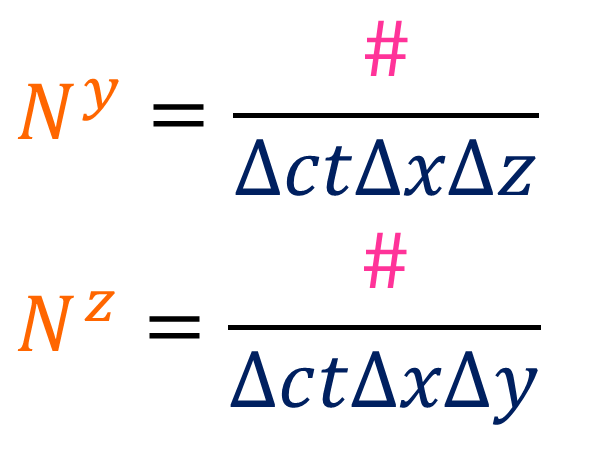 N^y = # / ΔctΔxΔz
N^z = # / ΔctΔxΔy